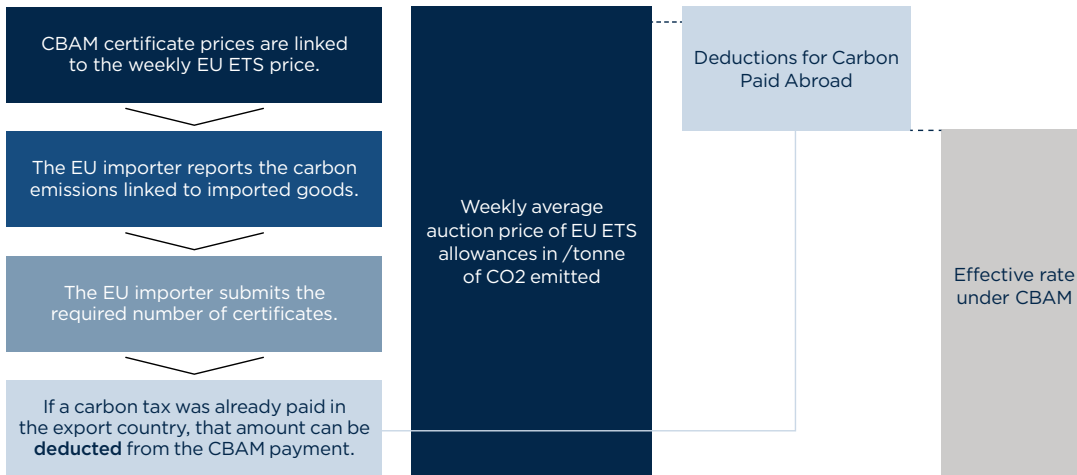 CBAM certificate prices are linked
to the weekly EU ETS price.
The EU importer reports the carbon
emissions linked to imported goods.
The EU importer submits the
required number of certificates.
If a carbon tax was already paid in
the export country, that amount can be
deducted from the CBAM payment.
Weekly average
auction price of EU ETS
allowances in /tonne
of CO2 emitted
Deductions for Carbon
Paid Abroad
Effective rate
under CBAM